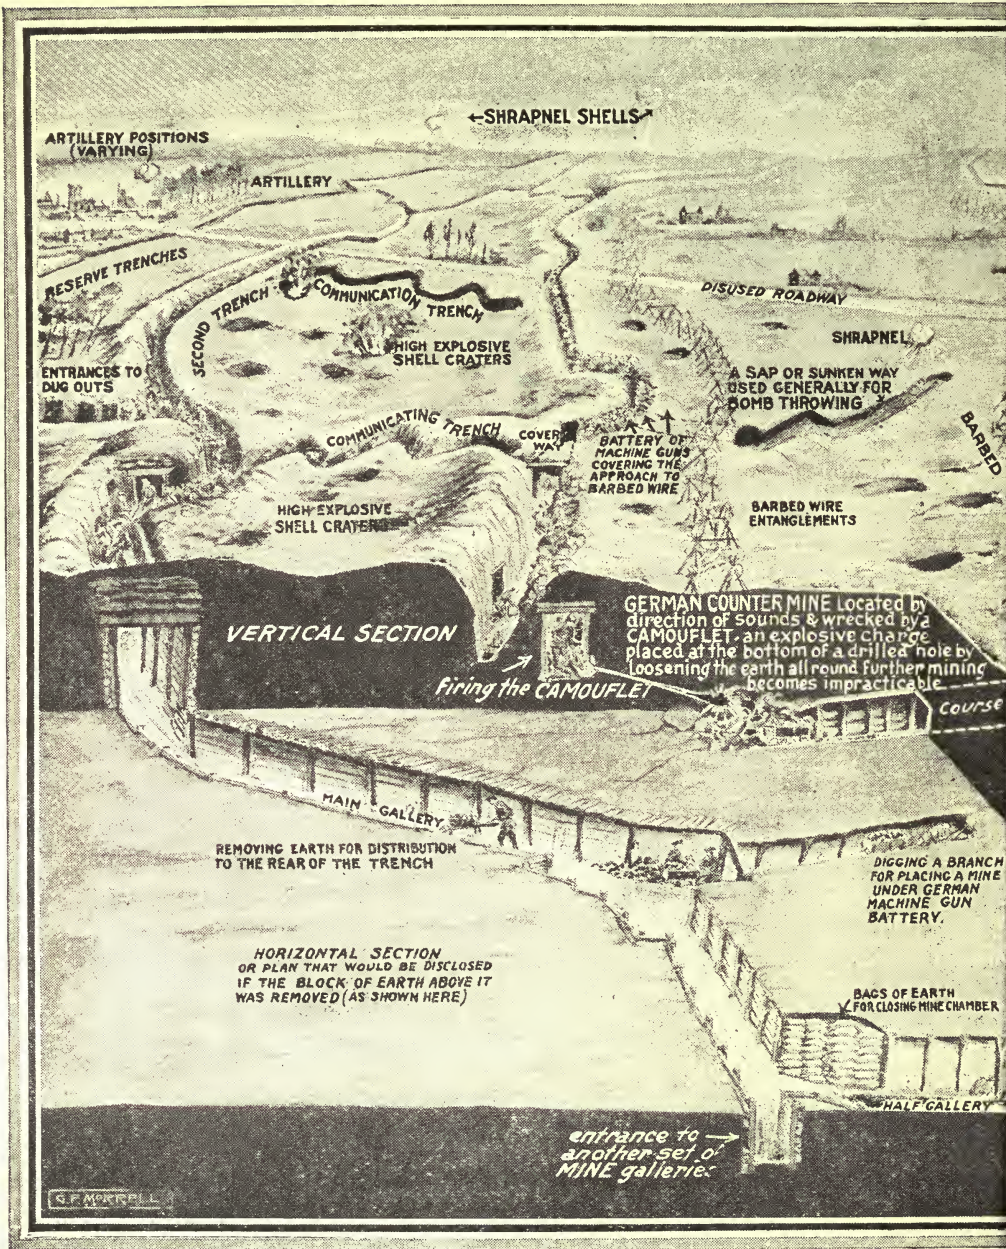 ←SHRAPNEL SHELLS→
ARTILLERY POSITIONS
(VARYING)
ARTILLERY
RESERVE TRENCHES
SECOND TRENCH
COMMUNICATION
TRENCH
DISUSED ROADWAY
HIGH EXPLOSIVE
SHELL CRATERS
SHRAPNEL
ENTRANCES TO
DUG OUTS
A SAP OR SUNKEN WAY
USED GENERALLY FOR
BOMB THROWING
BARBED
COMMUNICATING TRENCH
COVER
WAY
BATTERY OF
MACHINE GUNS
COVERING THE
APPROACH TO
BARBED WIRE
HIGH EXPLOSIVE
SHELL CRATERS
BARBED WIRE
ENTANGLEMENTS
GERMAN COUNTER MINE Located by
direction of sounds & wrecked by a
CAMOUFLET. an explosive charge
placed at the bottom of a drilled hole by
loosening the earth all round further mining
becomes impracticable
VERTICAL SECTION
firing the CAMOUFLET
Course
MAIN GALLERY
REMOVING EARTH FOR DISTRIBUTION
TO THE REAR OF THE TRENCH
DIGGING A BRANCH
FOR PLACING A MINE
UNDER GERMAN
MACHINE GUN
BATTERY.
HORIZONTAL SECTION
OR PLAN THAT WOULD BE DISCLOSED
IF THE BLOCK OF EARTH ABOVE IT
WAS REMOVED (AS SHOWN HERE)
BAGS OF EARTH
FOR CLOSING MINE CHAMBER
HALF GALLERY
entrance to →
another set of
MINE galleries
G.F. MORRELL